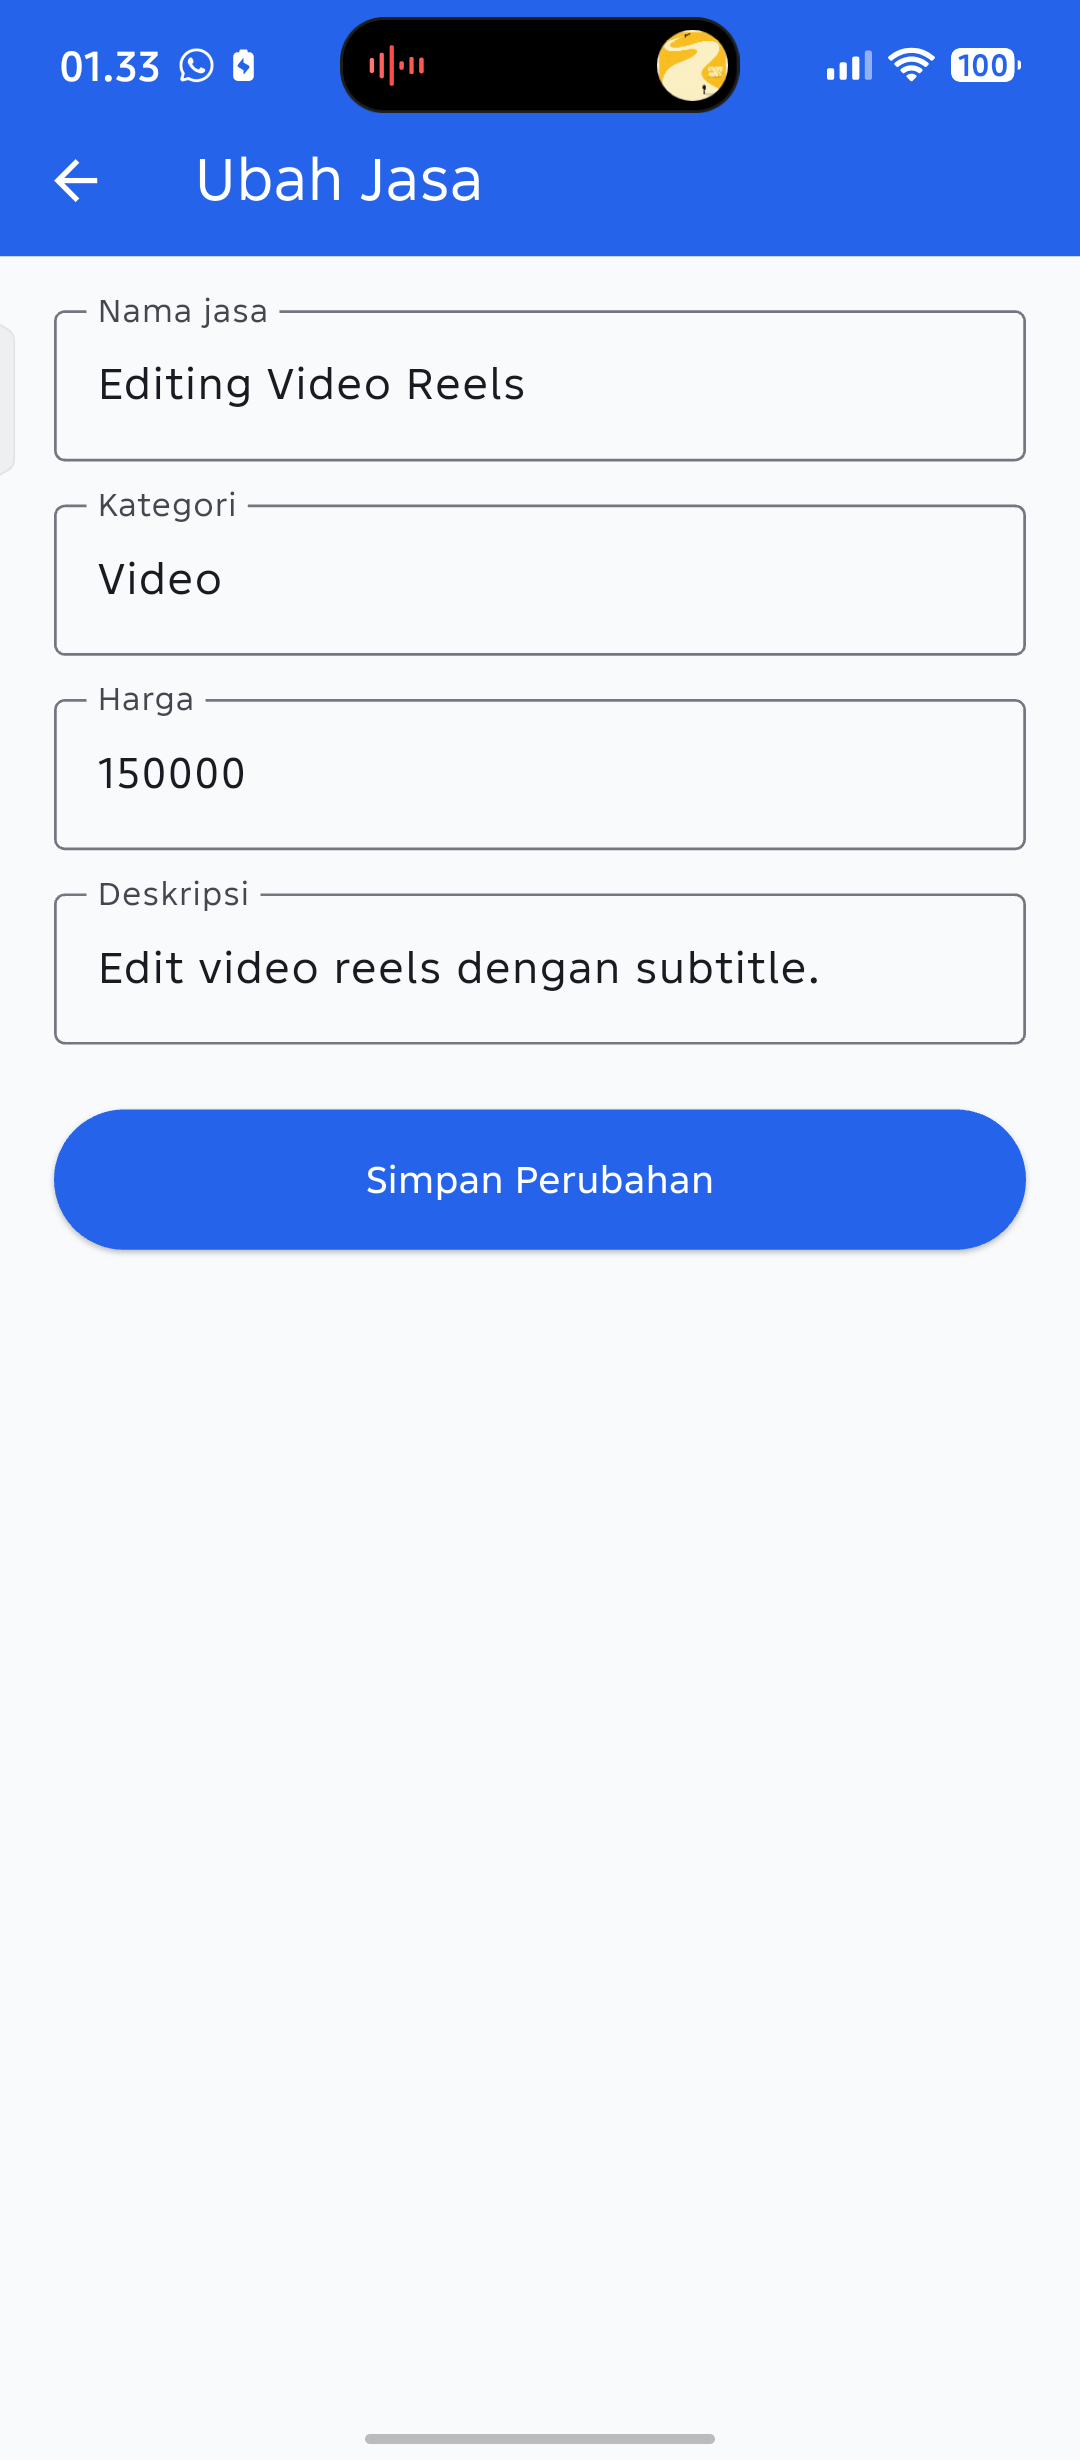 01.33
100
Ubah Jasa
Nama jasa
Editing Video Reels
Kategori
Video
Harga
150000
Deskripsi
Edit video reels dengan subtitle.
Simpan Perubahan